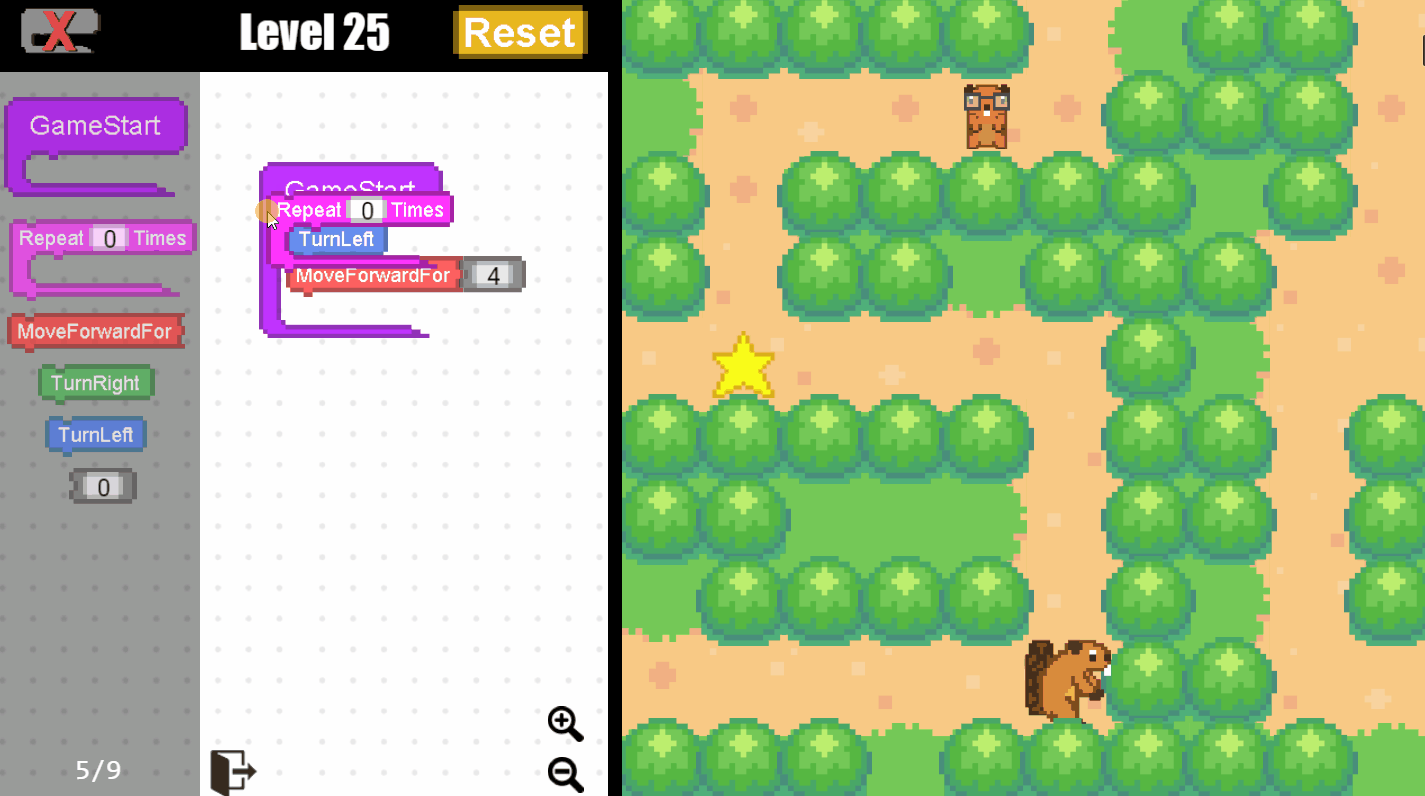 X
Level 25
Reset
GameStart
Repeat 0 Times
MoveForwardFor
TurnRight
TurnLeft
0
5/9
GameStart
Repeat 0 Times
TurnLeft
MoveForwardFor 4